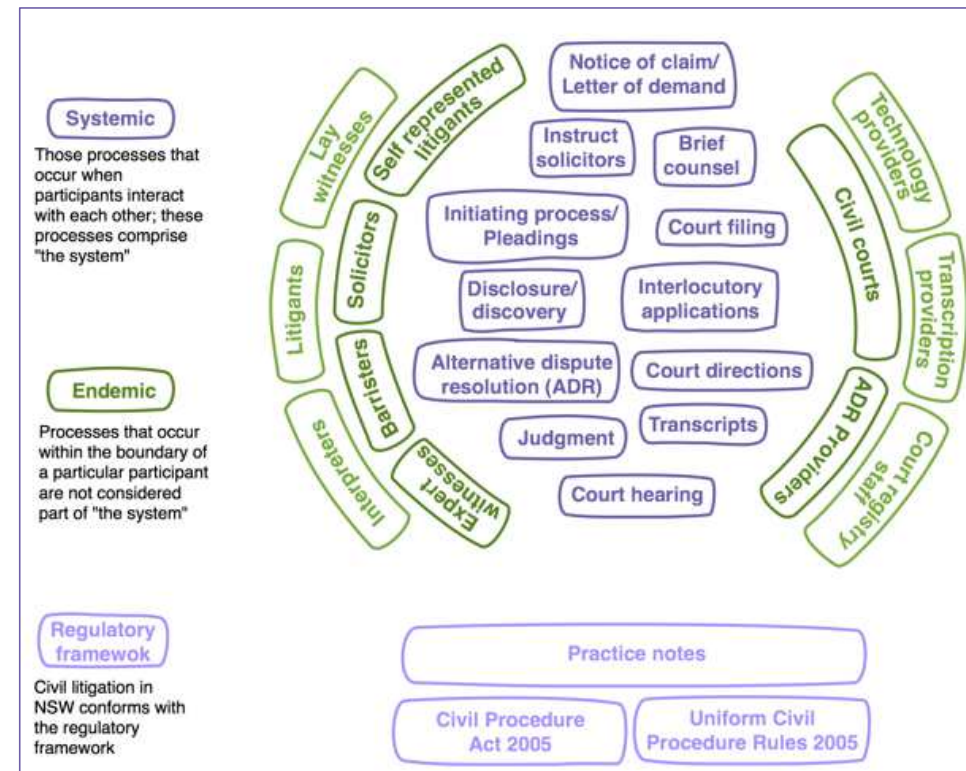 Systemic
Those processes that
occur when
participants interact
with each other; these
processes comprise
"the system"
Endemic
Processes that occur
within the boundary of
a particular participant
are not considered
part of "the system"
Regulatory
framewok
Civil litigation in
NSW conforms with
the regulatory
framework
Lay
witnesses
Litigants
Interpreters
Self represented
litigants
Solicitors
Barristers
Expert
witnesses
Notice of claim/
Letter of demand
Instruct
solicitors
Brief
counsel
Initiating process/
Pleadings
Court filing
Disclosure/
discovery
Interlocutory
applications
Alternative dispute
resolution (ADR)
Court directions
Judgment
Transcripts
Court hearing
Civil courts
ADR Providers
Technology
providers
Transcription
providers
Court registry
staff
Practice notes
Civil Procedure
Act 2005
Uniform Civil
Procedure Rules 2005